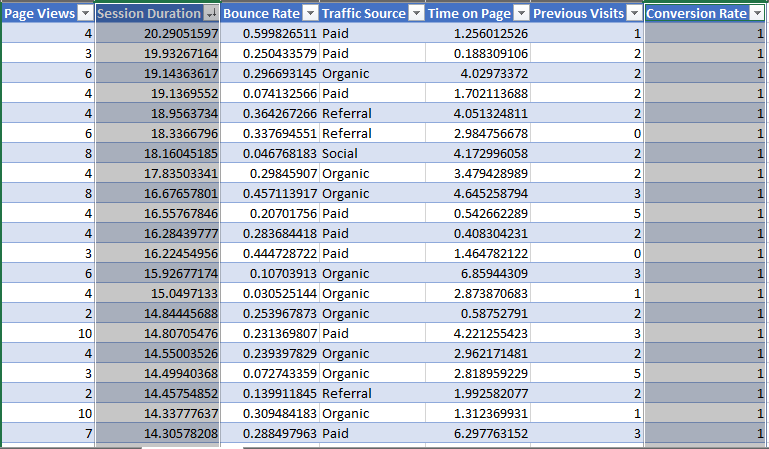 Page Views Session Duration Bounce Rate Traffic Source Time on Page Previous Visits Conversion Rate
4 20.29051597 0.599826511 Paid 1.256012526 1 1
3 19.93267164 0.250433579 Paid 0.188309106 2 1
6 19.14363617 0.296693145 Organic 4.02973372 2 1
4 19.1369552 0.074132566 Paid 1.702113688 2 1
4 18.9563734 0.364267266 Referral 4.051324811 2 1
6 18.3366796 0.337694551 Referral 2.984756678 0 1
8 18.16045185 0.046768183 Social 4.172996058 2 1
4 17.83503341 0.29845907 Organic 3.479428989 2 1
8 16.67657801 0.457113917 Organic 4.645258794 3 1
4 16.55767846 0.20701756 Paid 0.542662289 5 1
4 16.28439777 0.283684418 Paid 0.408304231 2 1
3 16.22454956 0.444728722 Paid 1.464782122 0 1
6 15.92677174 0.10703913 Organic 6.85944309 3 1
4 15.0497133 0.030525144 Organic 2.873870683 1 1
2 14.84445688 0.253967873 Organic 0.58752791 2 1
10 14.80705476 0.231369807 Paid 4.221255423 3 1
4 14.55003526 0.239397829 Organic 2.962171481 2 1
3 14.49940368 0.072743359 Organic 2.818959229 5 1
2 14.45754852 0.139911845 Referral 1.992582077 2 1
10 14.33777637 0.309484183 Organic 1.312369931 1 1
7 14.30578208 0.288497963 Paid 6.297763152 3 1